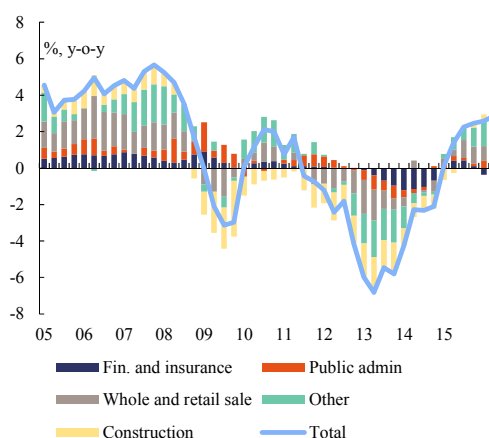 8
%, y-o-y
6
4
2
0
-2
-4
-6
-8
05 06 07 08 09 10 11 12 13 14 15
Fin. and insurance Public admin
Whole and retail sale Other
Construction Total